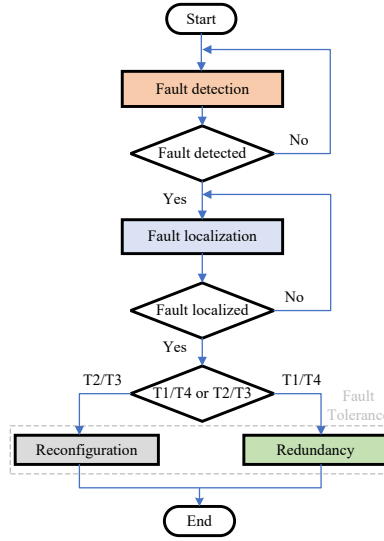 Start
Fault detection
Fault detected
No
Yes
Fault localization
Fault localized
No
Yes
T2/T3
T1/T4 or T2/T3
T1/T4
Fault
Tolerance
Reconfiguration
Redundancy
End